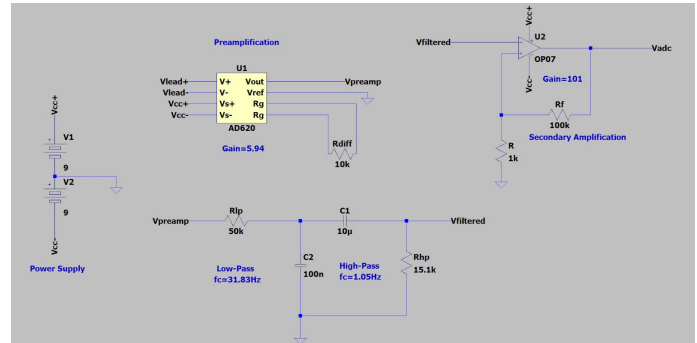 Preamplification
U1
Vlead+ V+ Vout Vpreamp
Vlead- V- Vref
Vcc+ Vs+ Rg
Vcc- Vs- Rg
AD620
Gain=5.94
Rdiff
10k
Vcc+
U2
Vfiltered
Vadc
OP07
Vcc-
Gain=101
Rf
100k
Secondary Amplification
R
1k
Vcc+
V1
9
V2
9
Vcc-
Power Supply
Vpreamp
Rlp
50k
C1
10µ
Vfiltered
C2
100n
Rhp
15.1k
Low-Pass
fc=31.83Hz
High-Pass
fc=1.05Hz